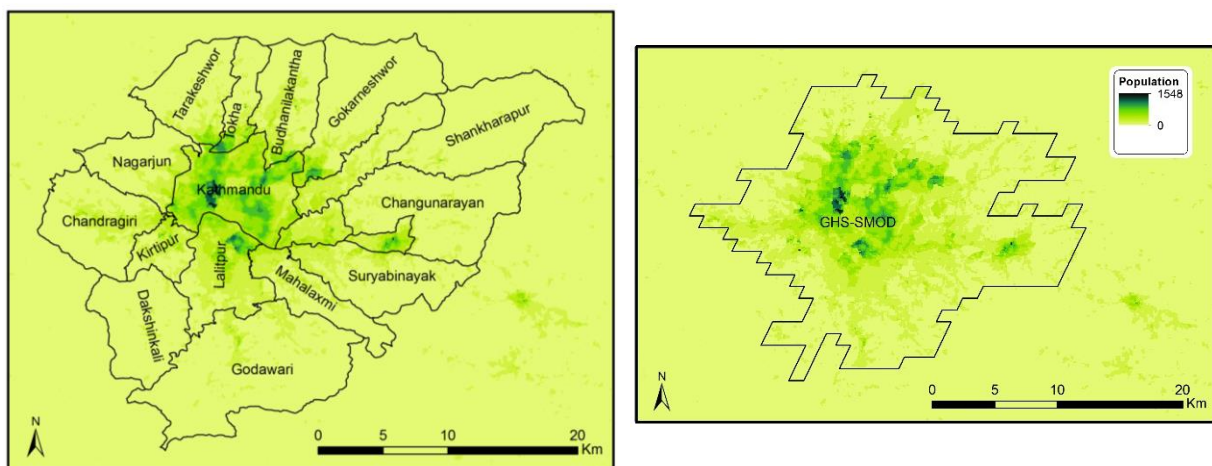 Tarakeshwor
Tokha
Budhanilakantha
Gokarneshwor
Shankharapur
Nagarjun
Kathmandu
Changunarayan
Chandragiri
Kirtipur
Lalitpur
Mahalaxmi
Suryabinayak
Dakshinkali
Godawari
N
0 5 10 20
Km
Population
1548
0
GHS-SMOD
N
0 5 10 20
Km